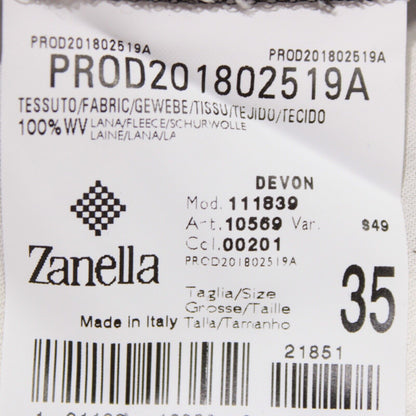 PROD201802519A PROD201802519A
PROD201802519A
TESSUTO/FABRIC/GEWEBE/TISSU/TEJIDO/TECIDO
100% WV LANA/FLEECE/SCHURWOLLE
LAINE/LANA/LA
DEVON
Mod. 111839
Art. 10569 Var. S49
Col. 00201
PROD201802519A
Zanella
Taglia/Size
Grosse/Taille
Talla/Tamanho
35
Made in Italy
21851